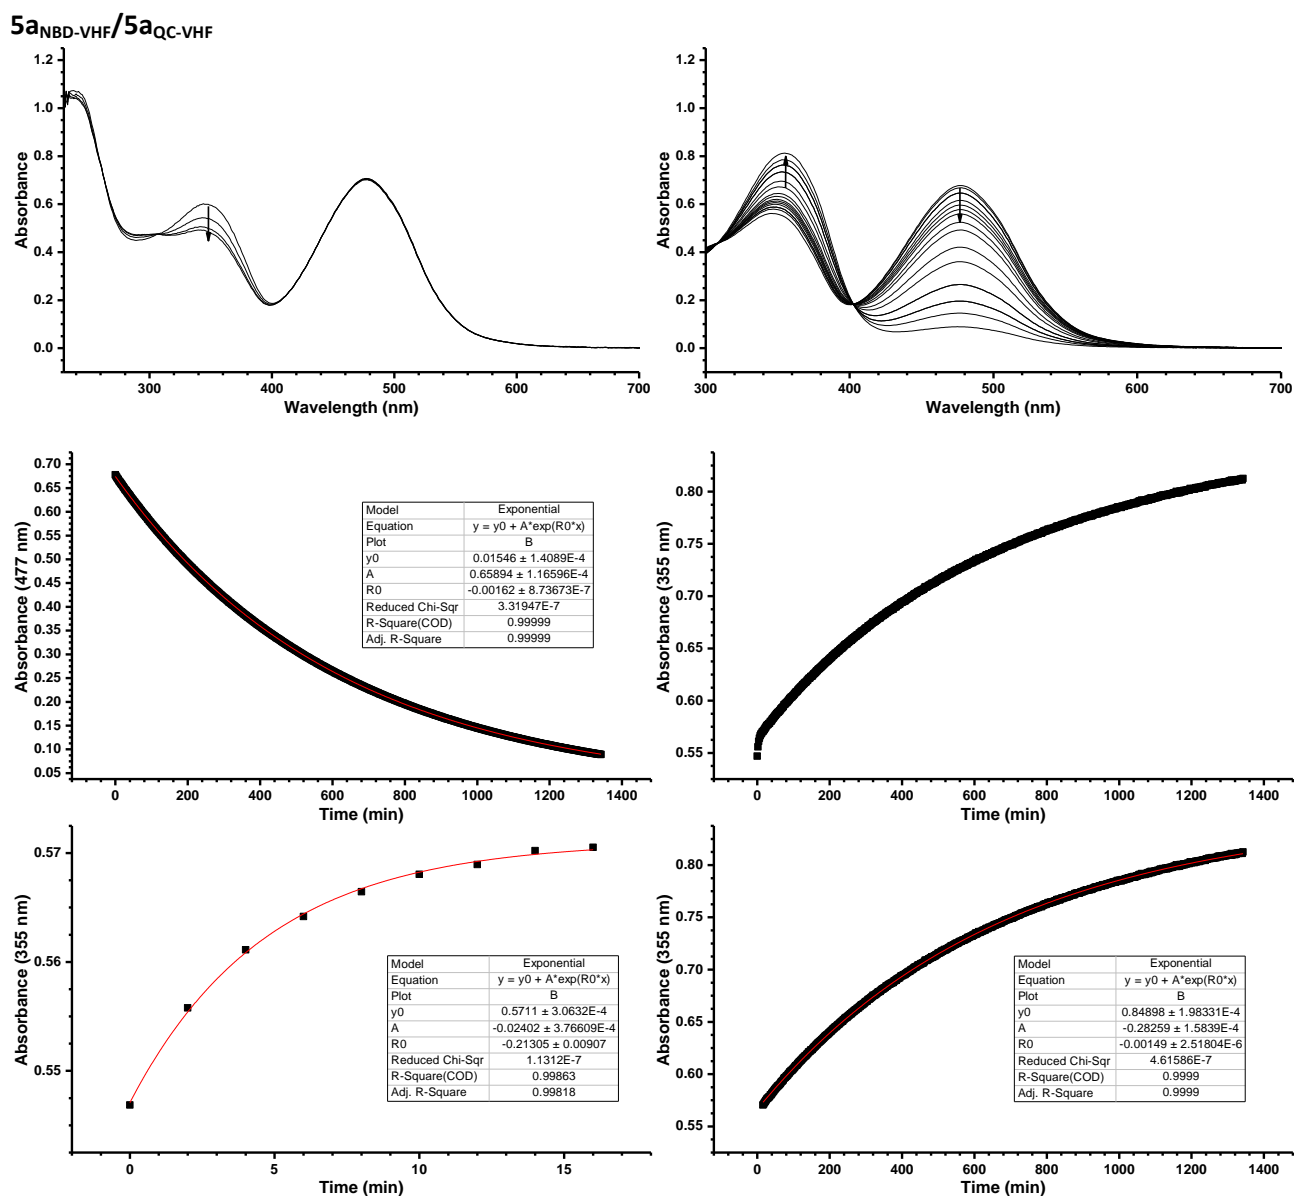 5aNBD-VHF/5aQC-VHF
1.2
1.0
0.8
0.6
0.4
0.2
0.0
Absorbance
300
400
500
600
700
Wavelength (nm)
1.2
1.0
0.8
0.6
0.4
0.2
0.0
Absorbance
300
400
500
600
700
Wavelength (nm)
0.70
0.65
0.60
0.55
0.50
0.45
0.40
0.35
0.30
0.25
0.20
0.15
0.10
0.05
Absorbance (477 nm)
Model Exponential
Equation y = y0 + A*exp(R0*x)
Plot B
y0 0.01546 ± 1.4089E-4
A 0.65894 ± 1.16596E-4
R0 -0.00162 ± 8.73673E-7
Reduced Chi-Sqr 3.31947E-7
R-Square(COD) 0.99999
Adj. R-Square 0.99999
0
200
400
600
800
1000
1200
1400
Time (min)
0.80
0.75
0.70
0.65
0.60
0.55
Absorbance (355 nm)
0
200
400
600
800
1000
1200
1400
Time (min)
0.57
0.56
0.55
Absorbance (355 nm)
Model Exponential
Equation y = y0 + A*exp(R0*x)
Plot B
y0 0.5711 ± 3.0632E-4
A -0.02402 ± 3.76609E-4
R0 -0.21305 ± 0.00907
Reduced Chi-Sqr 1.1312E-7
R-Square(COD) 0.99863
Adj. R-Square 0.99818
0
5
10
15
Time (min)
0.80
0.75
0.70
0.65
0.60
0.55
Absorbance (355 nm)
Model Exponential
Equation y = y0 + A*exp(R0*x)
Plot B
y0 0.84898 ± 1.98331E-4
A -0.28259 ± 1.5839E-4
R0 -0.00149 ± 2.51804E-6
Reduced Chi-Sqr 4.61586E-7
R-Square(COD) 0.9999
Adj. R-Square 0.9999
0
200
400
600
800
1000
1200
1400
Time (min)